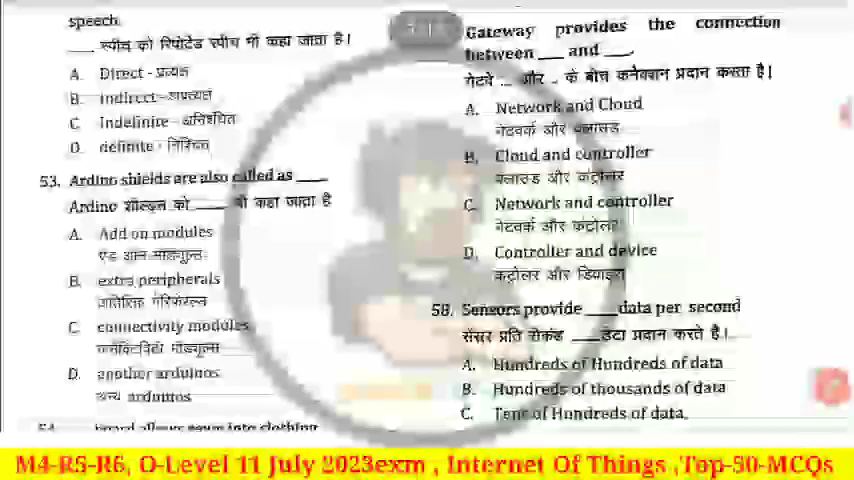 speech
___ स्पीच को रिपोर्टेड स्पीच भी कहा जाता है।
A. Direct - प्रत्यक्ष
B. indirect - अप्रत्यक्ष
C. Indefinite - अनिश्चित
D. definite - निश्चित
53. Ardino shields are also called as ____
Ardino शील्ड्स को ____ भी कहा जाता है
A. Add on modules
एड आन माड्यूल्स
B. extra peripherals
C. connectivity modules
कनेक्टिविटी मॉड्यूल्स
D. another arduinos
अन्य arduinos
allows sewn into clothing
Gateway provides the connection
between ___ and ___.
गेटवे _ और _ के बीच कनेक्शन प्रदान करता है।
A. Network and Cloud
नेटवर्क और क्लाउड
B. Cloud and controller
क्लाउड और कंट्रोलर
C. Network and controller
नेटवर्क और कंट्रोलर
D. Controller and device
कंट्रोलर और डिवाइस
58. Sensors provide ____ data per second
सेंसर प्रति सेकंड ____ डेटा प्रदान करते है।
A. Hundreds of Hundreds of data
B. Hundreds of thousands of data
C. Tens of Hundreds of data
M4-R5-R6, O-Level 11 July 2023exm , Internet Of Things ,Top-50-MCQs